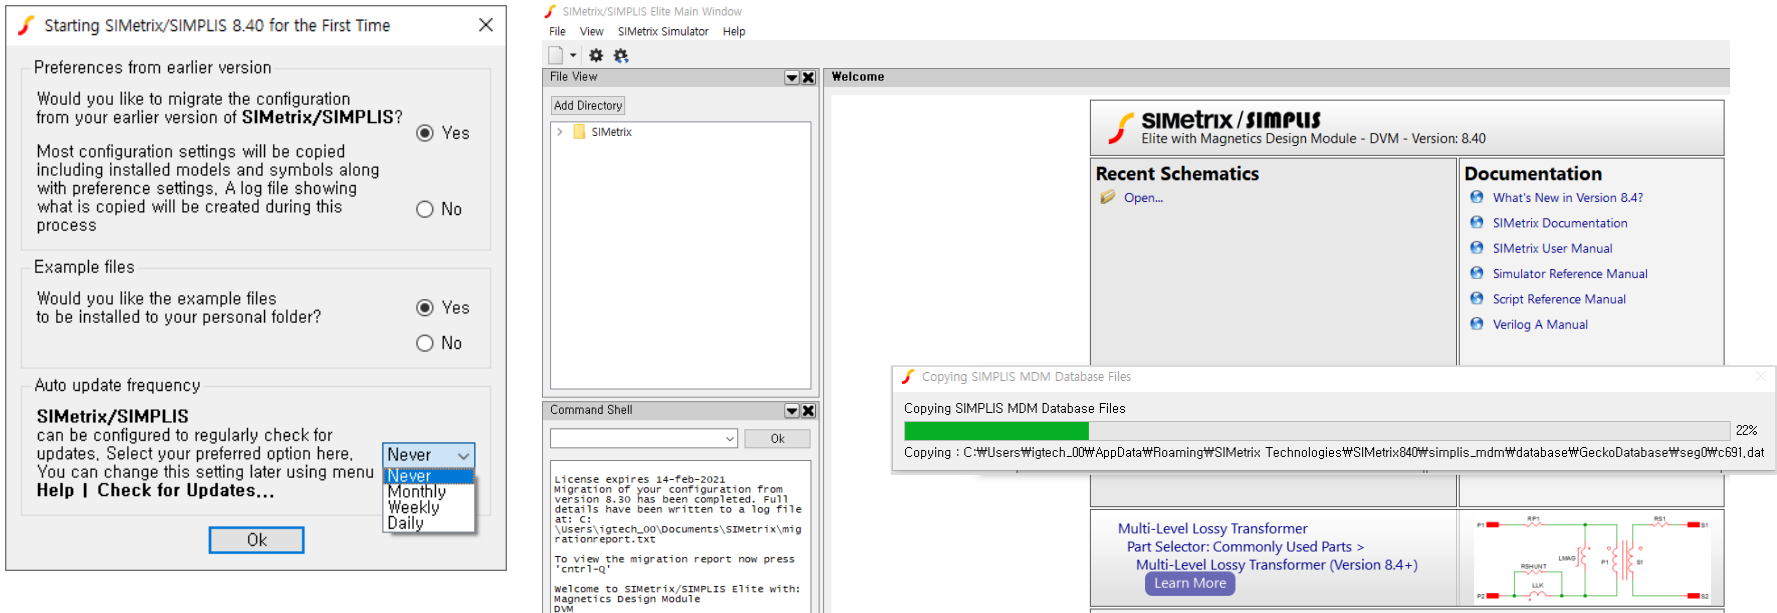 Starting SIMetrix/SIMPLIS 8.40 for the First Time
Preferences from earlier version
Would you like to migrate the configuration
from your earlier version of SIMetrix/SIMPLIS?
Yes
Most configuration settings will be copied
including installed models and symbols along
with preference settings, A log file showing
what is copied will be created during this
process
No
Example files
Would you like the example files
to be installed to your personal folder?
Yes
No
Auto update frequency
SIMetrix/SIMPLIS
can be configured to regularly check for
updates, Select your preferred option here,
You can change this setting later using menu
Help | Check for Updates...
Never
Never
Monthly
Weekly
Daily
Ok
SIMetrix/SIMPLIS Elite Main Window
File View SIMetrix Simulator Help
File View
Add Directory
SIMetrix
Command Shell
Ok
License expires 14-feb-2021
Migration of your configuration from
version 8.30 has been completed. Full
details have been written to a log file
at: C:
\Users\igtech_00\Documents\SIMetrix\mig
rationreport.txt
To view the migration report now press
'cntrl-Q'
Welcome to SIMetrix/SIMPLIS Elite with:
Magnetics Design Module
DVM
Welcome
SIMetrix/SIMPLIS
Elite with Magnetics Design Module - DVM - Version: 8.40
Recent Schematics
Open...
Documentation
What's New in Version 8.4?
SIMetrix Documentation
SIMetrix User Manual
Simulator Reference Manual
Script Reference Manual
Verilog A Manual
Copying SIMPLIS MDM Database Files
Copying SIMPLIS MDM Database Files
22%
Copying : C:₩Users₩igtech_00₩AppData₩Roaming₩SIMetrix Technologies₩SIMetrix840₩simplis_mdm₩database₩GeckoDatabase₩seg0₩c691.dat
Multi-Level Lossy Transformer
Part Selector: Commonly Used Parts >
Multi-Level Lossy Transformer (Version 8.4+)
Learn More
P1
RP1
RS1
S1
LMAG
P1
S1
RSHUNT
LLK
P2
S2